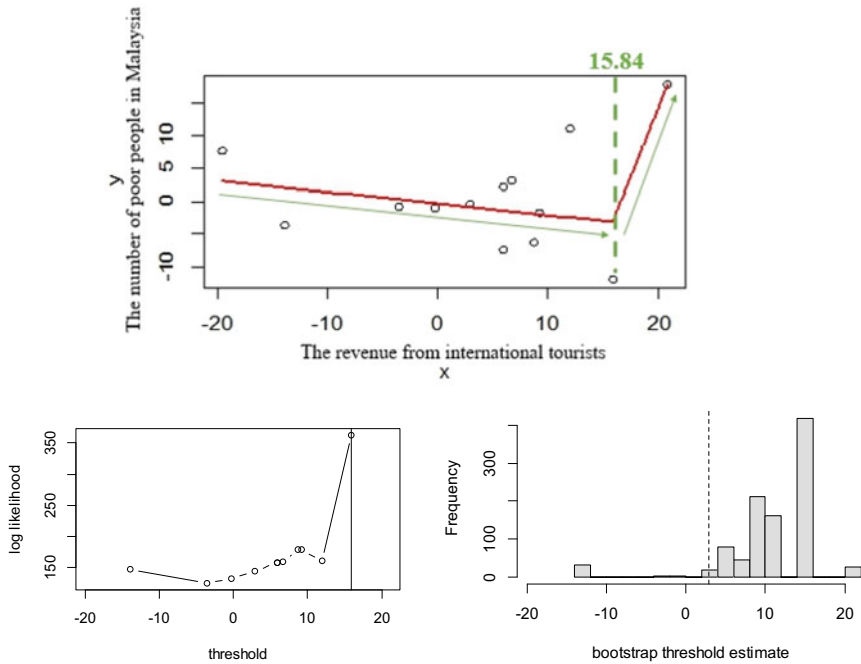 15.84
The number of poor people in Malaysia
y
10
5
0
-10
-20 -10 0 10 20
The revenue from international tourists
x
log likelihood
350
250
150
-20 -10 0 10 20
threshold
Frequency
300
100
0
-20 -10 0 10 20
bootstrap threshold estimate